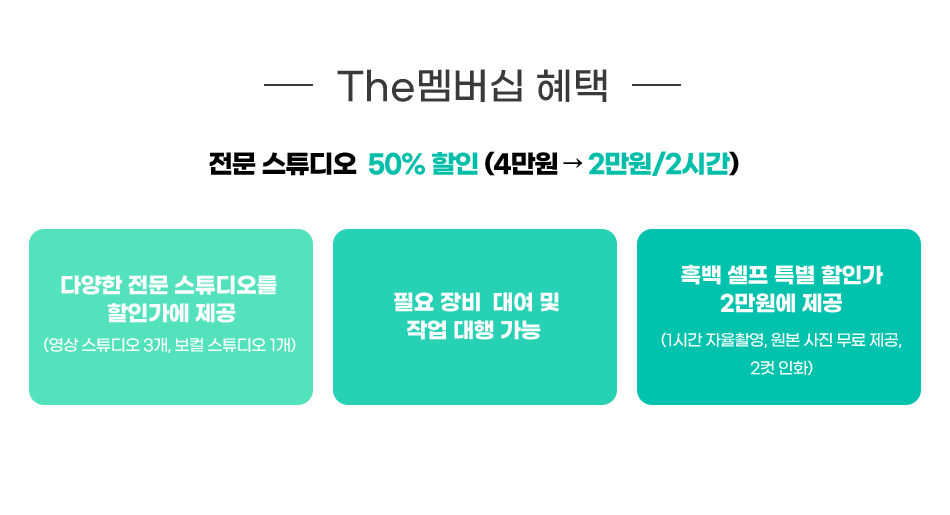 The멤버십 혜택
전문 스튜디오 50% 할인 (4만원 → 2만원/2시간)
다양한 전문 스튜디오를
할인가에 제공
(영상 스튜디오 3개, 보컬 스튜디오 1개)
필요 장비 대여 및
작업 대행 가능
흑백 셀프 특별 할인가
2만원에 제공
(1시간 자율촬영, 원본 사진 무료 제공,
2컷 인화)